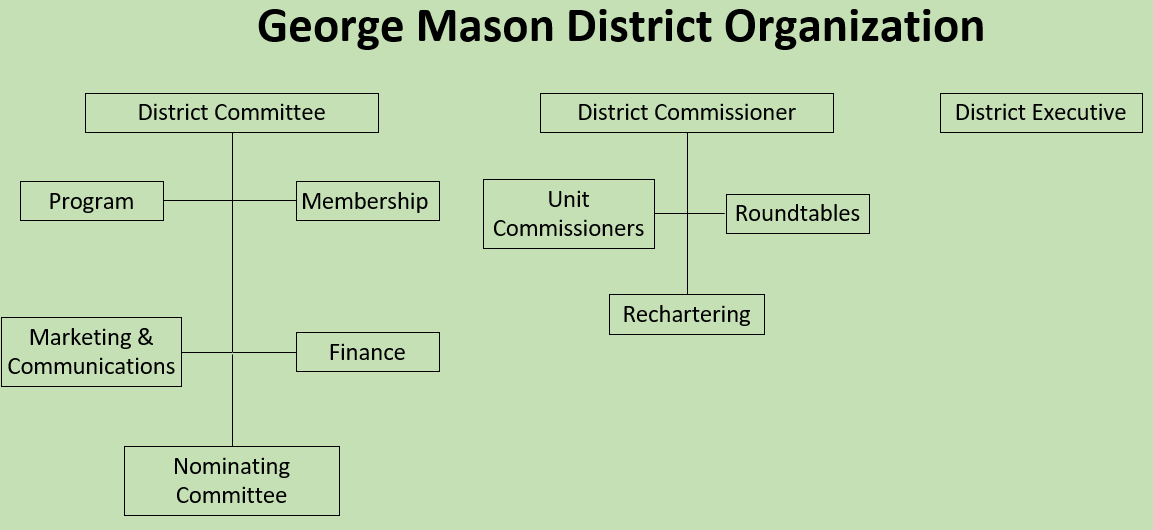 George Mason District Organization
District Committee
District Commissioner
District Executive
Program
Membership
Unit
Commissioners
Roundtables
Rechartering
Marketing &
Communications
Finance
Nominating
Committee